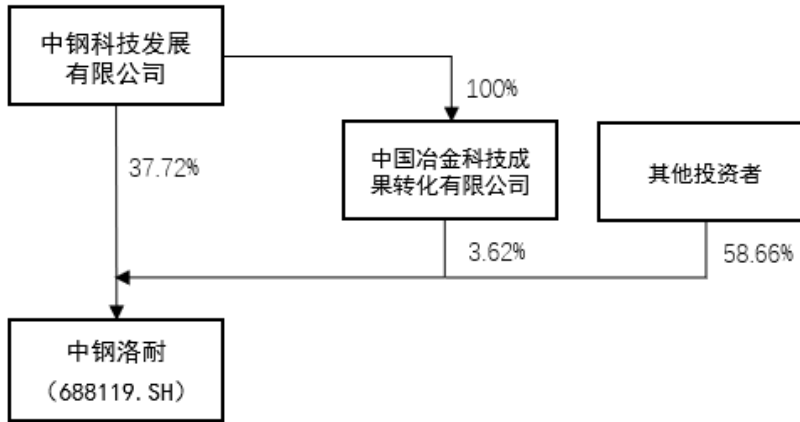 中钢科技发展
有限公司
100%
37.72%
中国冶金科技成
果转化有限公司
其他投资者
3.62%
58.66%
中钢洛耐
（688119.SH）